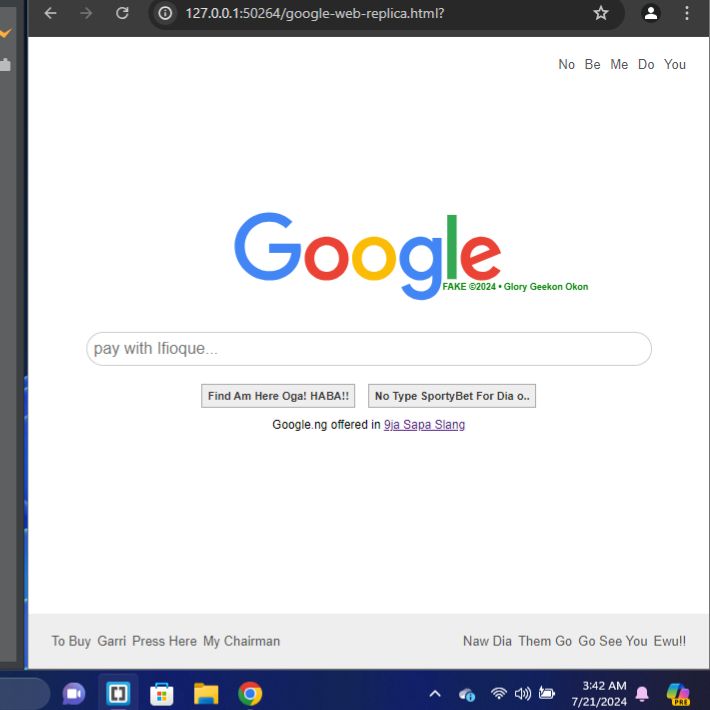 127.0.0.1:50264/google-web-replica.html?
No Be Me Do You
Google
FAKE ©2024 • Glory Geekon Okon
pay with Ifioque...
Find Am Here Oga! HABA!! No Type SportyBet For Dia o..
Google.ng offered in 9ja Sapa Slang
To Buy Garri Press Here My Chairman Naw Dia Them Go Go See You Ewu!!
3:42 AM
7/21/2024
PRE